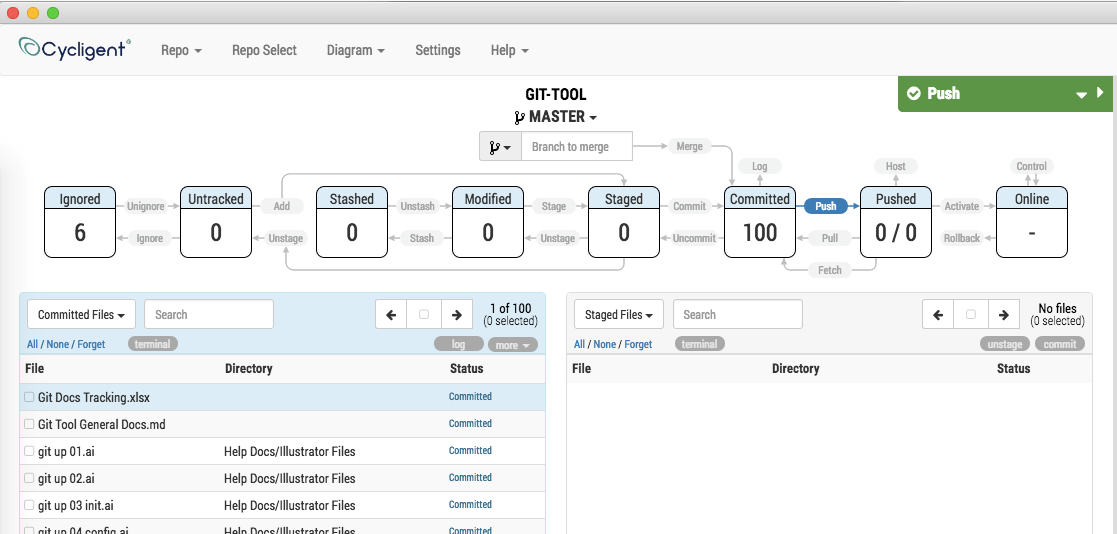 Cycligent
Repo
Repo Select
Diagram
Settings
Help
Push
GIT-TOOL
MASTER
Branch to merge
Merge
Log
Host
Control
Ignored
6
Unignore
Ignore
Untracked
0
Add
Unstage
Stashed
0
Unstash
Stash
Modified
0
Stage
Unstage
Staged
0
Commit
Uncommit
Committed
100
Push
Pull
Fetch
Pushed
0 / 0
Activate
Rollback
Online
-
Committed Files
Search
1 of 100
(0 selected)
All / None / Forget
terminal
log
more
File Directory Status
Git Docs Tracking.xlsx Committed
Git Tool General Docs.md Committed
git up 01.ai Help Docs/Illustrator Files Committed
git up 02.ai Help Docs/Illustrator Files Committed
git up 03 init.ai Help Docs/Illustrator Files Committed
git up 04 config.ai Help Docs/Illustrator Files Committed
Staged Files
Search
No files
(0 selected)
All / None / Forget
terminal
unstage
commit
File Directory Status